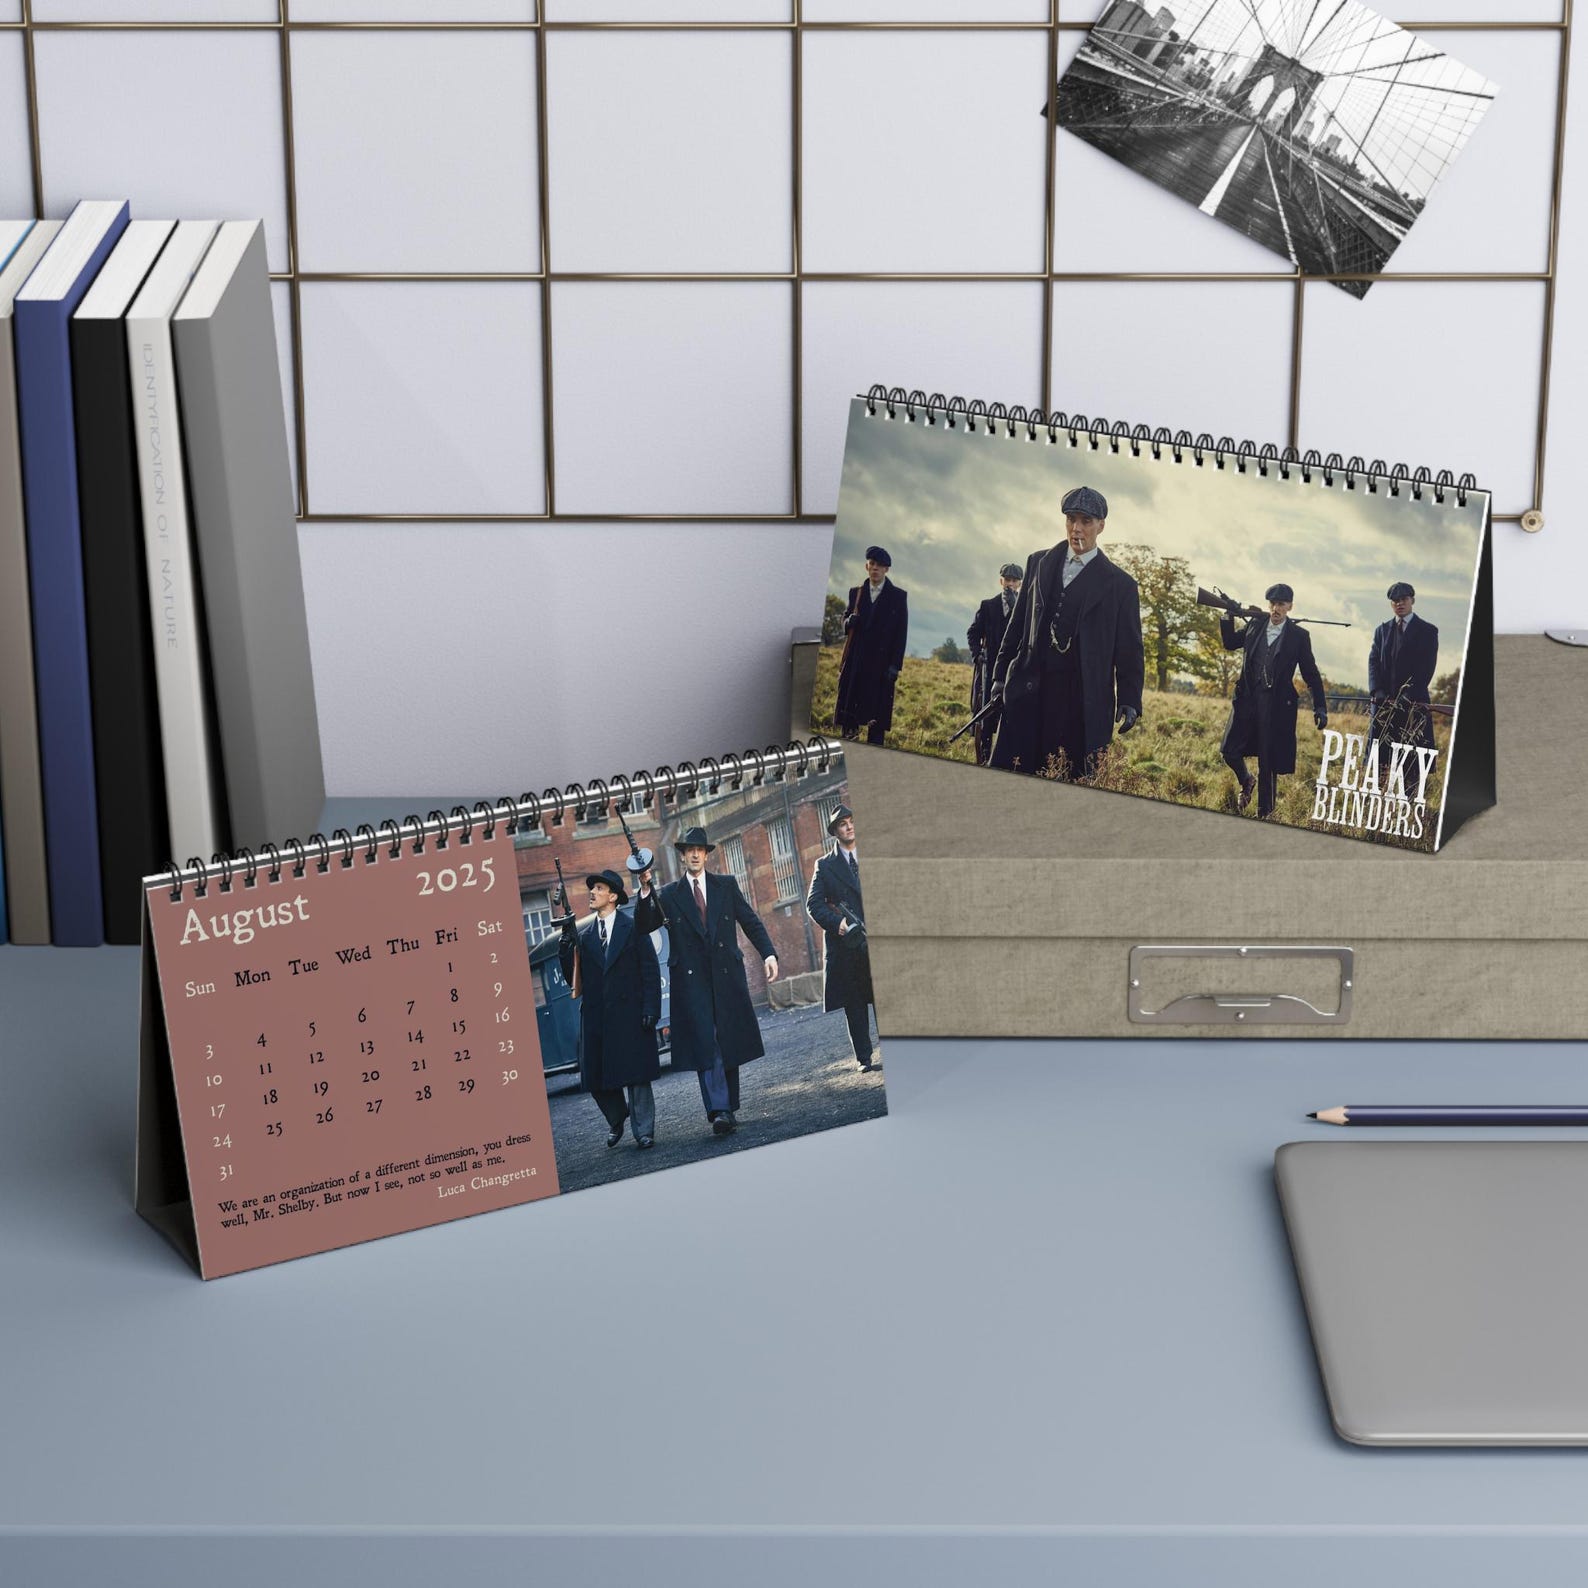 IDENTYFICATION OF NATURE
PEAKY
BLINDERS
August 2025
Sun Mon Tue Wed Thu Fri Sat
1 2
3 4 5 6 7 8 9
10 11 12 13 14 15 16
17 18 19 20 21 22 23
24 25 26 27 28 29 30
31
We are an organization of a different dimension, you dress
well, Mr. Shelby. But now I see, not so well as me.
Luca Changretta